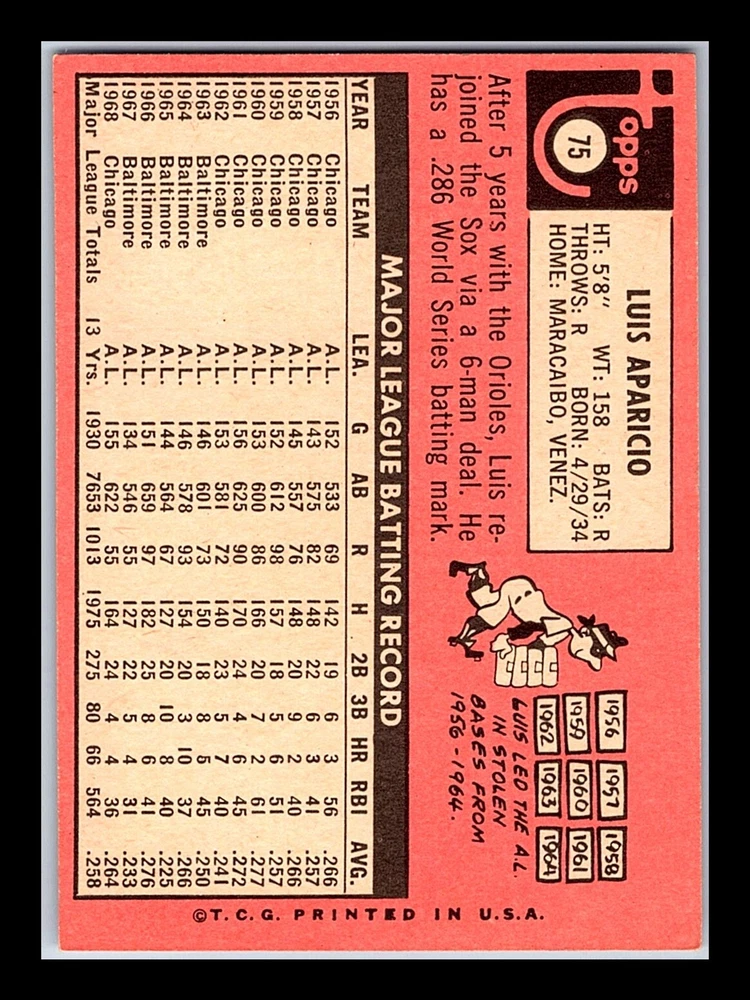 Topps
75
LUIS APARICIO
HT: 5'8" WT: 158 BATS: R
THROWS: R BORN: 4/29/34
HOME: MARACAIBO, VENEZ.
After 5 years with the Orioles, Luis re-
joined the Sox via a 6-man deal. He
has a .286 World Series batting mark.
1956 1957 1958
1959 1960 1961
1962 1963 1964
LUIS LED THE A.L.
IN STOLEN
BASES FROM
1956-1964.
MAJOR LEAGUE BATTING RECORD
YEAR TEAM LEA. G AB R H 2B 3B HR RBI AVG.
1956 Chicago A.L. 152 533 69 142 19 6 3 56 .266
1957 Chicago A.L. 143 575 82 148 22 6 3 41 .257
1958 Chicago A.L. 145 557 76 148 20 9 2 40 .266
1959 Chicago A.L. 152 612 98 157 18 5 6 51 .257
1960 Chicago A.L. 153 600 86 166 20 7 2 61 .277
1961 Chicago A.L. 156 625 90 170 24 4 6 45 .272
1962 Chicago A.L. 153 581 72 140 23 5 7 40 .241
1963 Baltimore A.L. 146 601 73 150 18 8 5 45 .250
1964 Baltimore A.L. 146 578 93 154 20 3 10 37 .266
1965 Baltimore A.L. 144 564 67 127 20 10 8 40 .225
1966 Baltimore A.L. 151 659 97 182 25 8 6 41 .276
1967 Baltimore A.L. 134 546 55 127 22 5 4 31 .233
1968 Chicago A.L. 155 622 55 164 24 4 4 36 .264
Major League Totals 13 Yrs. 1930 7653 1013 1975 275 80 66 564 .258
©T.C.G. PRINTED IN U.S.A.